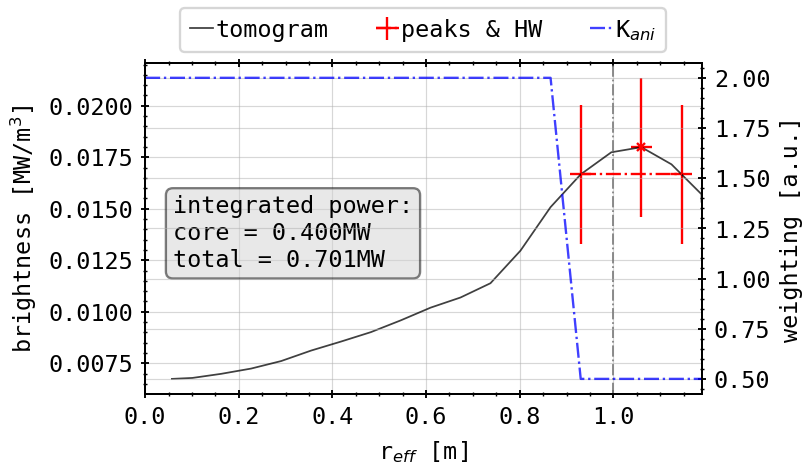 tomogram peaks & HW K_ani
brightness [MW/m³]
0.0200
0.0175
0.0150
0.0125
0.0100
0.0075
integrated power:
core = 0.400MW
total = 0.701MW
2.00
1.75
1.50
1.25
1.00
0.75
0.50
weighting [a.u.]
0.0 0.2 0.4 0.6 0.8 1.0
r_eff [m]